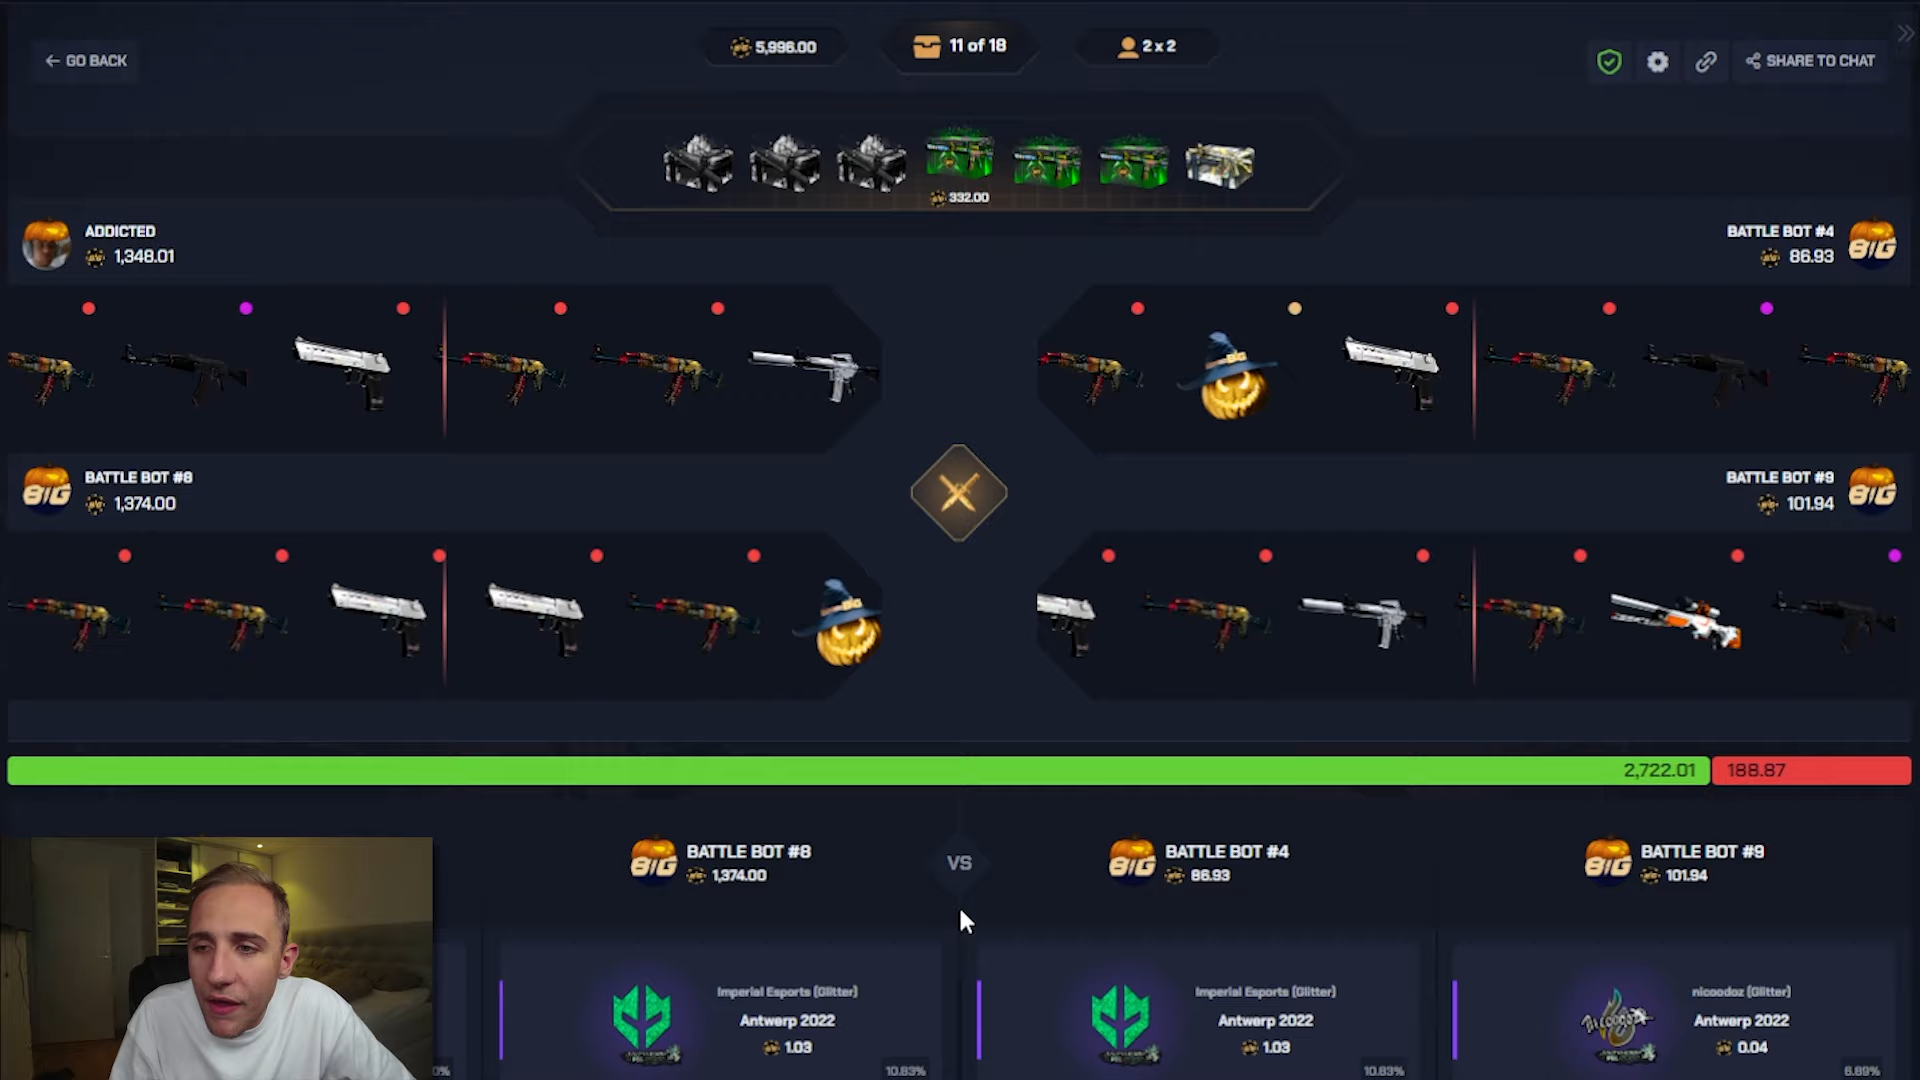 GO BACK
5,996.00
11 of 18
2 x 2
SHARE TO CHAT
332.00
ADDICTED
1,348.01
BATTLE BOT #4
86.93
BATTLE BOT #8
1,374.00
BATTLE BOT #9
101.94
2,722.01
188.87
BATTLE BOT #8
1,374.00
VS
BATTLE BOT #4
86.93
BATTLE BOT #9
101.94
Imperial Esports (Glitter)
Antwerp 2022
1.03
10.83%
Imperial Esports (Glitter)
Antwerp 2022
1.03
10.83%
nicoodoz (Glitter)
Antwerp 2022
0.04
6.89%